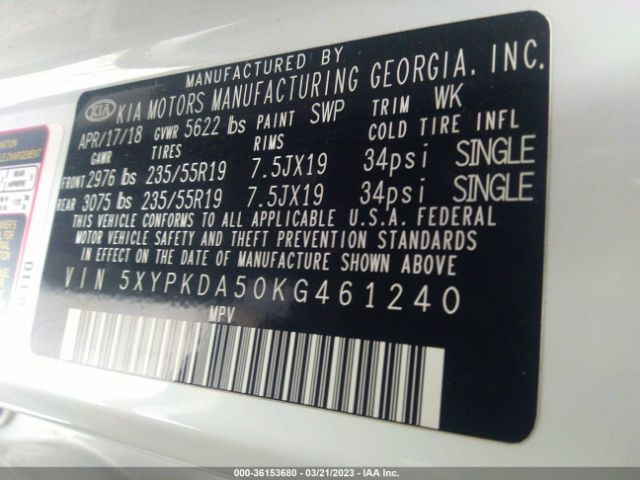 MANUFACTURED BY
KIA KIA MOTORS MANUFACTURING GEORGIA, INC.
APR/17/18 GVWR 5622 lbs PAINT SWP TRIM WK
GAWR TIRES RIMS COLD TIRE INFL
FRONT 2976 lbs 235/55R19 7.5JX19 34psi SINGLE
REAR 3075 lbs 235/55R19 7.5JX19 34psi SINGLE
THIS VEHICLE CONFORMS TO ALL APPLICABLE U.S.A. FEDERAL
MOTOR VEHICLE SAFETY AND THEFT PREVENTION STANDARDS
IN EFFECT ON THE DATE OF MANUFACTURE SHOWN ABOVE
VIN 5XYPKDA50KG461240
MPV
000-36153680 - 03/21/2023 - IAA Inc.